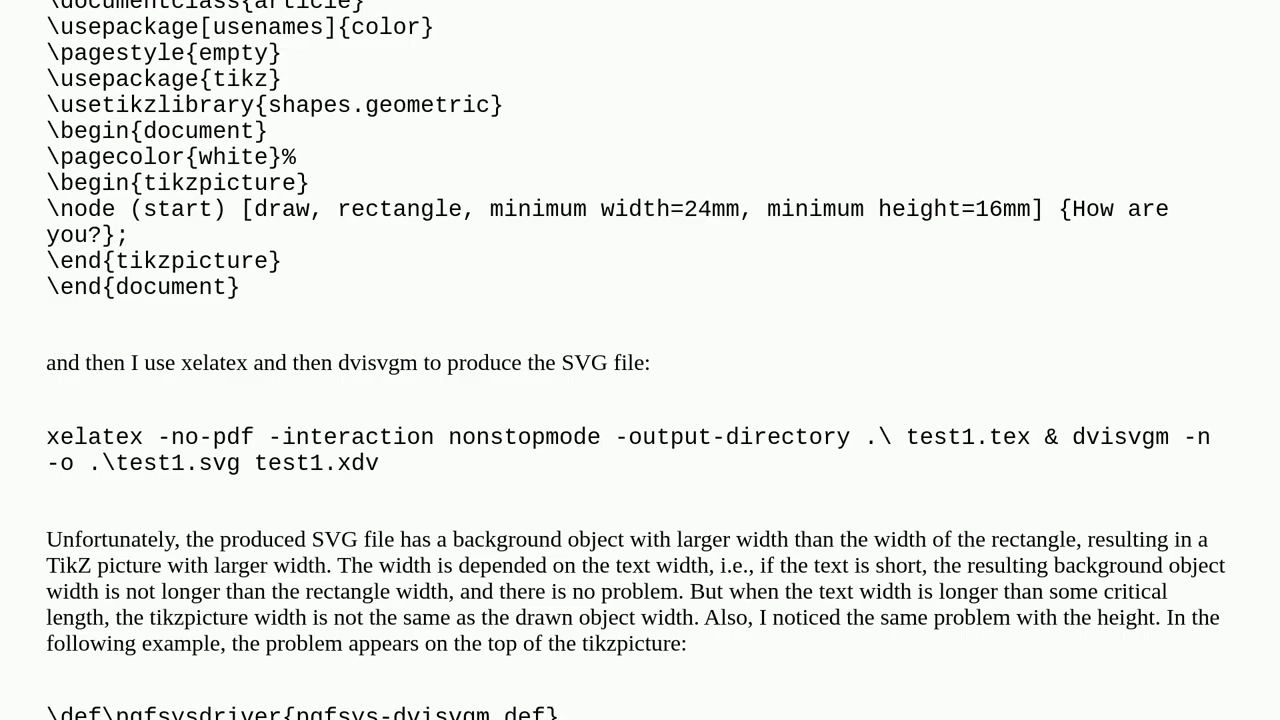 \documentclass{article}
\usepackage[usenames]{color}
\pagestyle{empty}
\usepackage{tikz}
\usetikzlibrary{shapes.geometric}
\begin{document}
\pagecolor{white}%
\begin{tikzpicture}
\node (start) [draw, rectangle, minimum width=24mm, minimum height=16mm] {How are
you?};
\end{tikzpicture}
\end{document}
and then I use xelatex and then dvisvgm to produce the SVG file:
xelatex -no-pdf -interaction nonstopmode -output-directory .\ test1.tex & dvisvgm -n
-o .\test1.svg test1.xdv
Unfortunately, the produced SVG file has a background object with larger width than the width of the rectangle, resulting in a
TikZ picture with larger width. The width is depended on the text width, i.e., if the text is short, the resulting background object
width is not longer than the rectangle width, and there is no problem. But when the text width is longer than some critical
length, the tikzpicture width is not the same as the drawn object width. Also, I noticed the same problem with the height. In the
following example, the problem appears on the top of the tikzpicture:
\def\pgfsysdriver{pgfsys-dvisvgm.def}